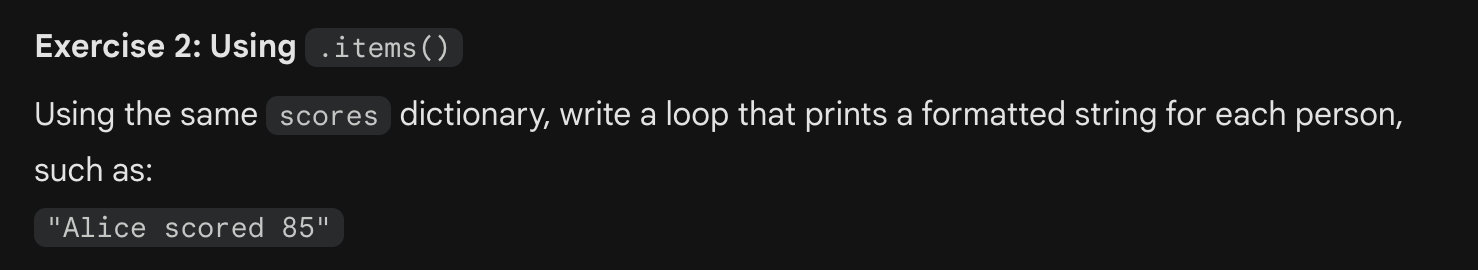 Exercise 2: Using .items()
Using the same scores dictionary, write a loop that prints a formatted string for each person,
such as:
"Alice scored 85"